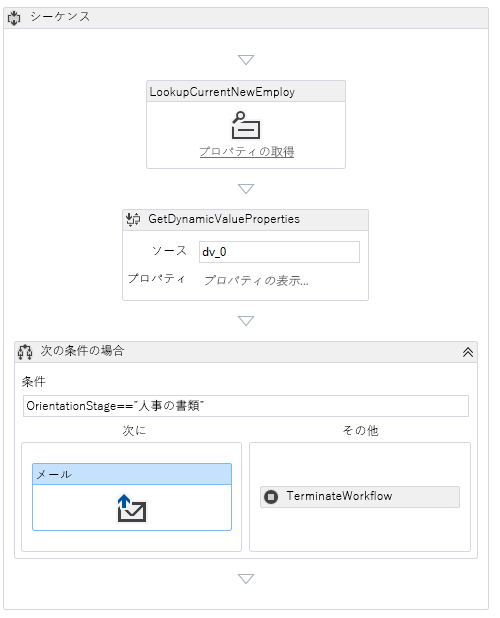 シーケンス
LookupCurrentNewEmploy
プロパティの取得
GetDynamicValueProperties
ソース dv_0
プロパティ プロパティの表示...
次の条件の場合
条件
OrientationStage=="人事の書類"
次に その他
メール
TerminateWorkflow